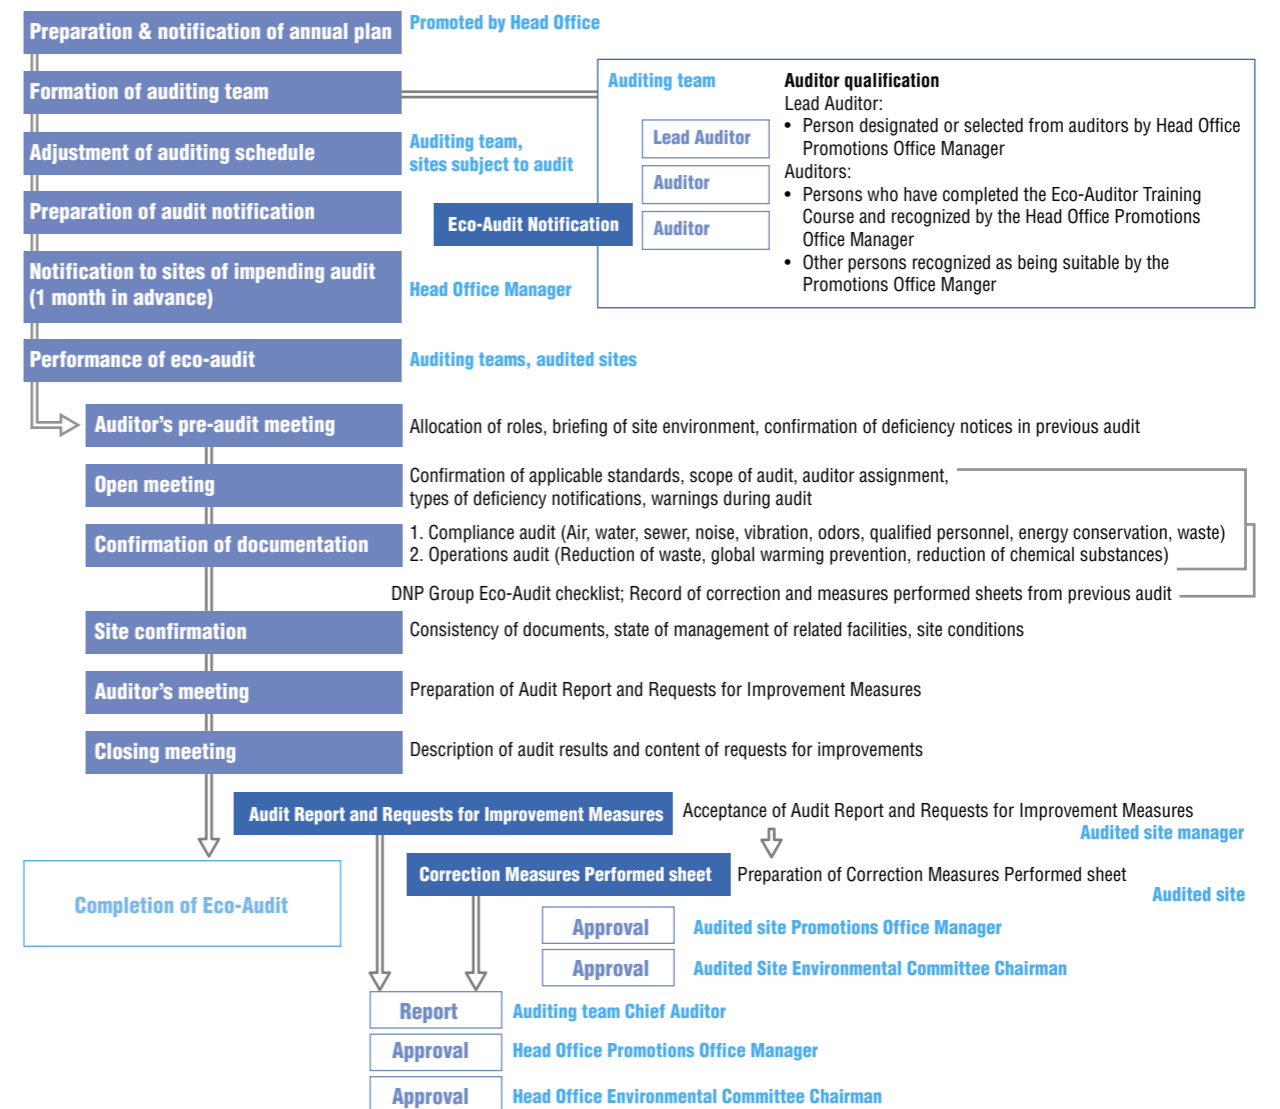 Preparation & notification of annual plan
Promoted by Head Office
Formation of auditing team
Auditing team
Lead Auditor
Auditor
Auditor
Auditor qualification
Lead Auditor:
• Person designated or selected from auditors by Head Office
Promotions Office Manager
Auditors:
• Persons who have completed the Eco-Auditor Training
Course and recognized by the Head Office Promotions
Office Manager
• Other persons recognized as being suitable by the
Promotions Office Manger
Adjustment of auditing schedule
Auditing team,
sites subject to audit
Preparation of audit notification
Eco-Audit Notification
Notification to sites of impending audit
(1 month in advance)
Head Office Manager
Performance of eco-audit
Auditing teams, audited sites
Auditor’s pre-audit meeting
Allocation of roles, briefing of site environment, confirmation of deficiency notices in previous audit
Open meeting
Confirmation of applicable standards, scope of audit, auditor assignment,
types of deficiency notifications, warnings during audit
Confirmation of documentation
1. Compliance audit (Air, water, sewer, noise, vibration, odors, qualified personnel, energy conservation, waste)
2. Operations audit (Reduction of waste, global warming prevention, reduction of chemical substances)
DNP Group Eco-Audit checklist; Record of correction and measures performed sheets from previous audit
Site confirmation
Consistency of documents, state of management of related facilities, site conditions
Auditor’s meeting
Preparation of Audit Report and Requests for Improvement Measures
Closing meeting
Description of audit results and content of requests for improvements
Audit Report and Requests for Improvement Measures
Acceptance of Audit Report and Requests for Improvement Measures
Audited site manager
Completion of Eco-Audit
Correction Measures Performed sheet
Preparation of Correction Measures Performed sheet
Audited site
Approval
Audited site Promotions Office Manager
Approval
Audited Site Environmental Committee Chairman
Report
Auditing team Chief Auditor
Approval
Head Office Promotions Office Manager
Approval
Head Office Environmental Committee Chairman